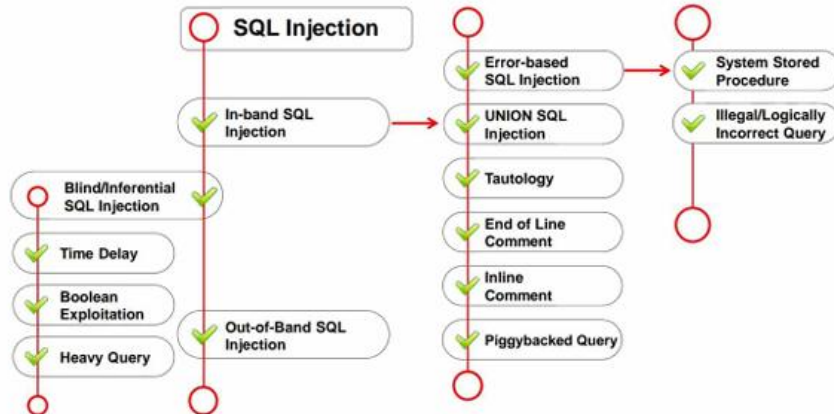 SQL Injection
In-band SQL
Injection
Blind/Inferential
SQL Injection
Time Delay
Boolean
Exploitation
Heavy Query
Out-of-Band SQL
Injection
Error-based
SQL Injection
UNION SQL
Injection
Tautology
End of Line
Comment
Inline
Comment
Piggybacked Query
System Stored
Procedure
Illegal/Logically
Incorrect Query